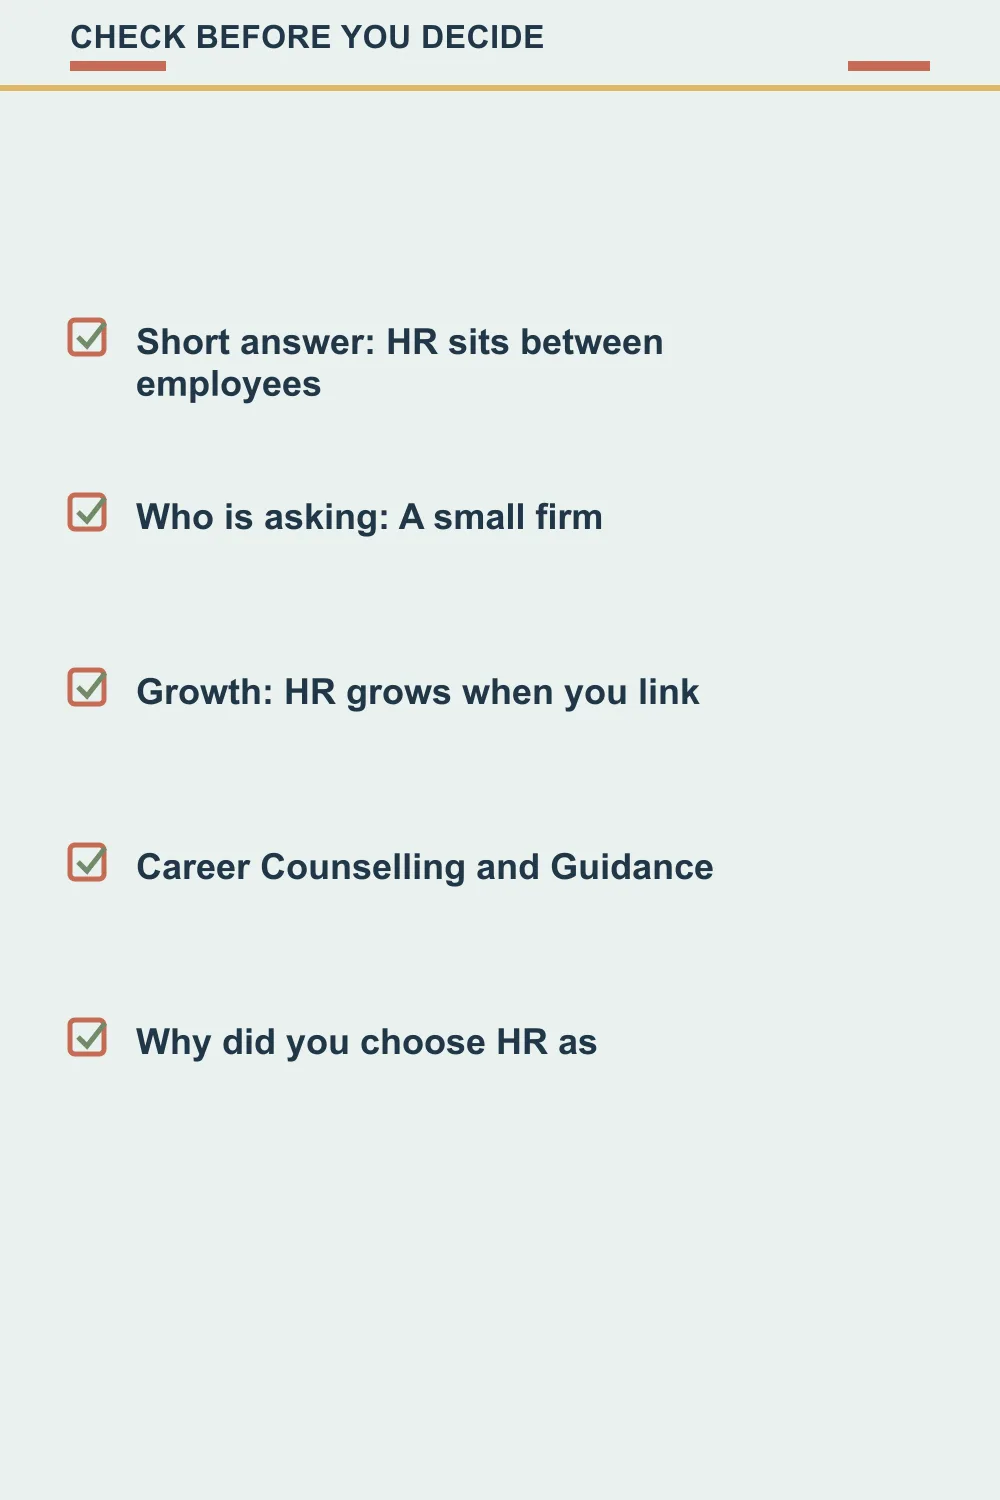 CHECK BEFORE YOU DECIDE
Short answer: HR sits between
employees
Who is asking: A small firm
Growth: HR grows when you link
Career Counselling and Guidance
Why did you choose HR as